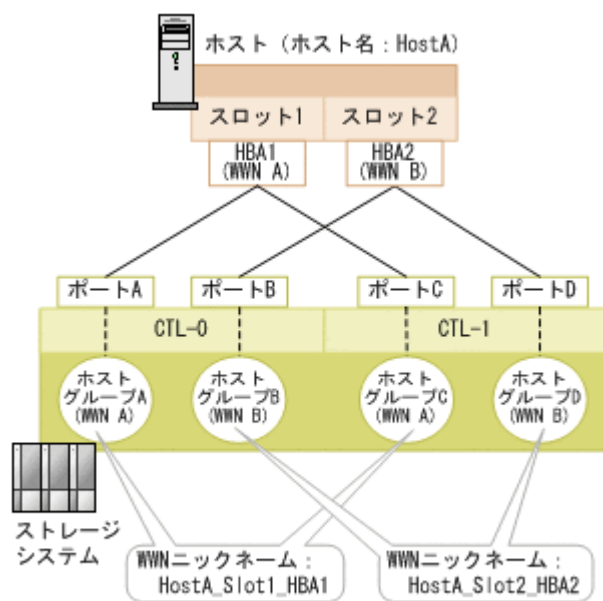 ホスト (ホスト名:HostA)
スロット1
スロット2
HBA1
(WWN A)
HBA2
(WWN B)
ポートA
ポートB
ポートC
ポートD
CTL-0
CTL-1
ホスト
グループA
(WWN A)
ホスト
グループB
(WWN B)
ホスト
グループC
(WWN A)
ホスト
グループD
(WWN B)
ストレージ
システム
WWNニックネーム:
HostA_Slot1_HBA1
WWNニックネーム:
HostA_Slot2_HBA2